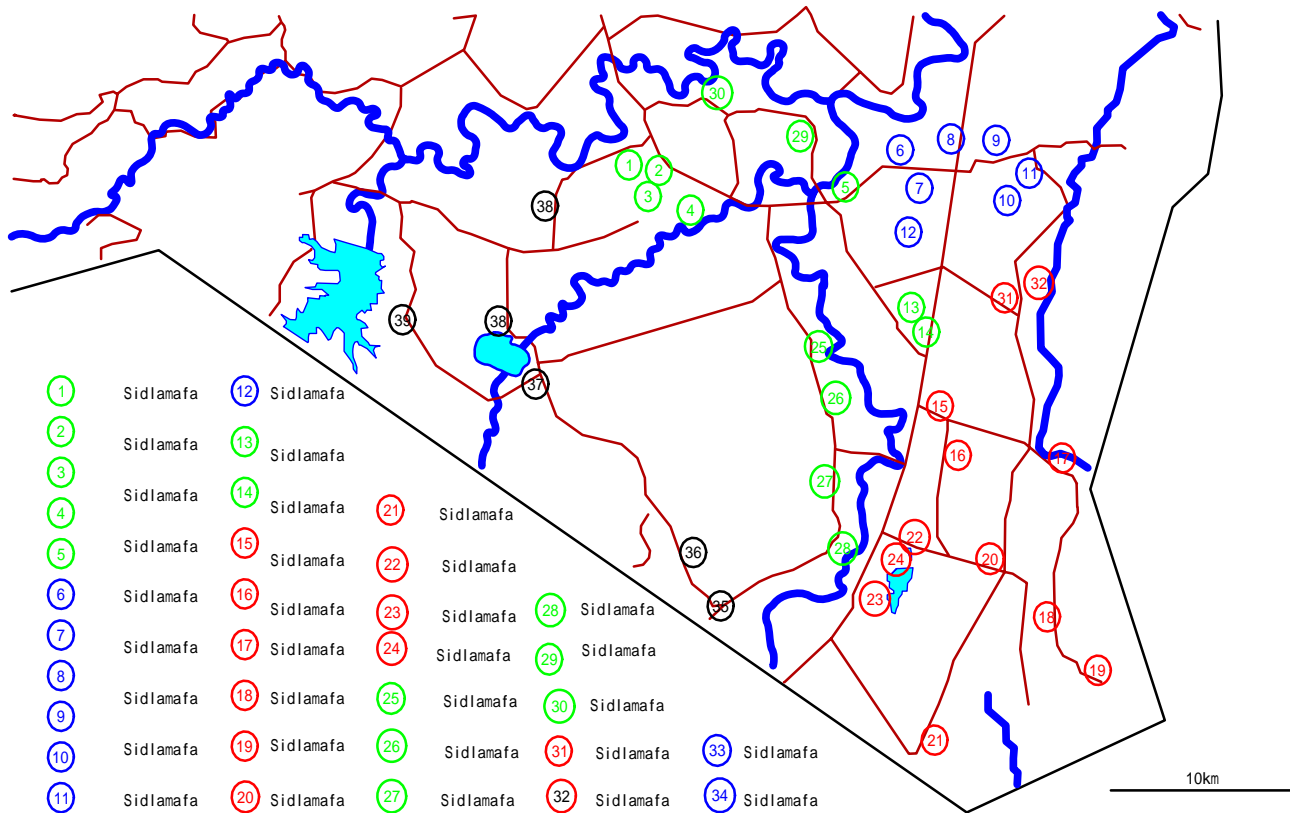 30
29
8
9
6
1
2
11
5
7
3
10
38
4
12
32
31
13
39
38
14
25
37
26
15
16
17
27
22
28
36
24
20
23
35
18
19
21
10km
1
Sidlamafa
2
Sidlamafa
3
4
Sidlamafa
5
Sidlamafa
6
Sidlamafa
7
Sidlamafa
8
9
Sidlamafa
10
Sidlamafa
11
Sidlamafa
12 Sidlamafa
13 Sidlamafa
14 Sidlamafa
15 Sidlamafa
16 Sidlamafa
17 Sidlamafa
18 Sidlamafa
19 Sidlamafa
20 Sidlamafa
21 Sidlamafa
22 Sidlamafa
23 Sidlamafa
24 Sidlamafa
25 Sidlamafa
26 Sidlamafa
27 Sidlamafa
28 Sidlamafa
29 Sidlamafa
30 Sidlamafa
31 Sidlamafa
32 Sidlamafa
33 Sidlamafa
34 Sidlamafa